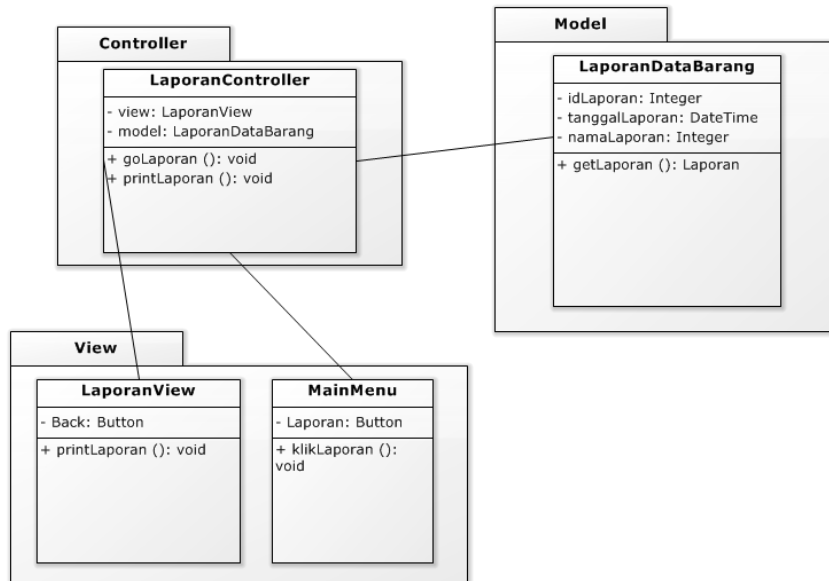 Controller
LaporanController
- view: LaporanView
- model: LaporanDataBarang
+ goLaporan (): void
+ printLaporan (): void
Model
LaporanDataBarang
- idLaporan: Integer
- tanggalLaporan: DateTime
- namaLaporan: Integer
+ getLaporan (): Laporan
View
LaporanView
- Back: Button
+ printLaporan (): void
MainMenu
- Laporan: Button
+ klikLaporan ():
void